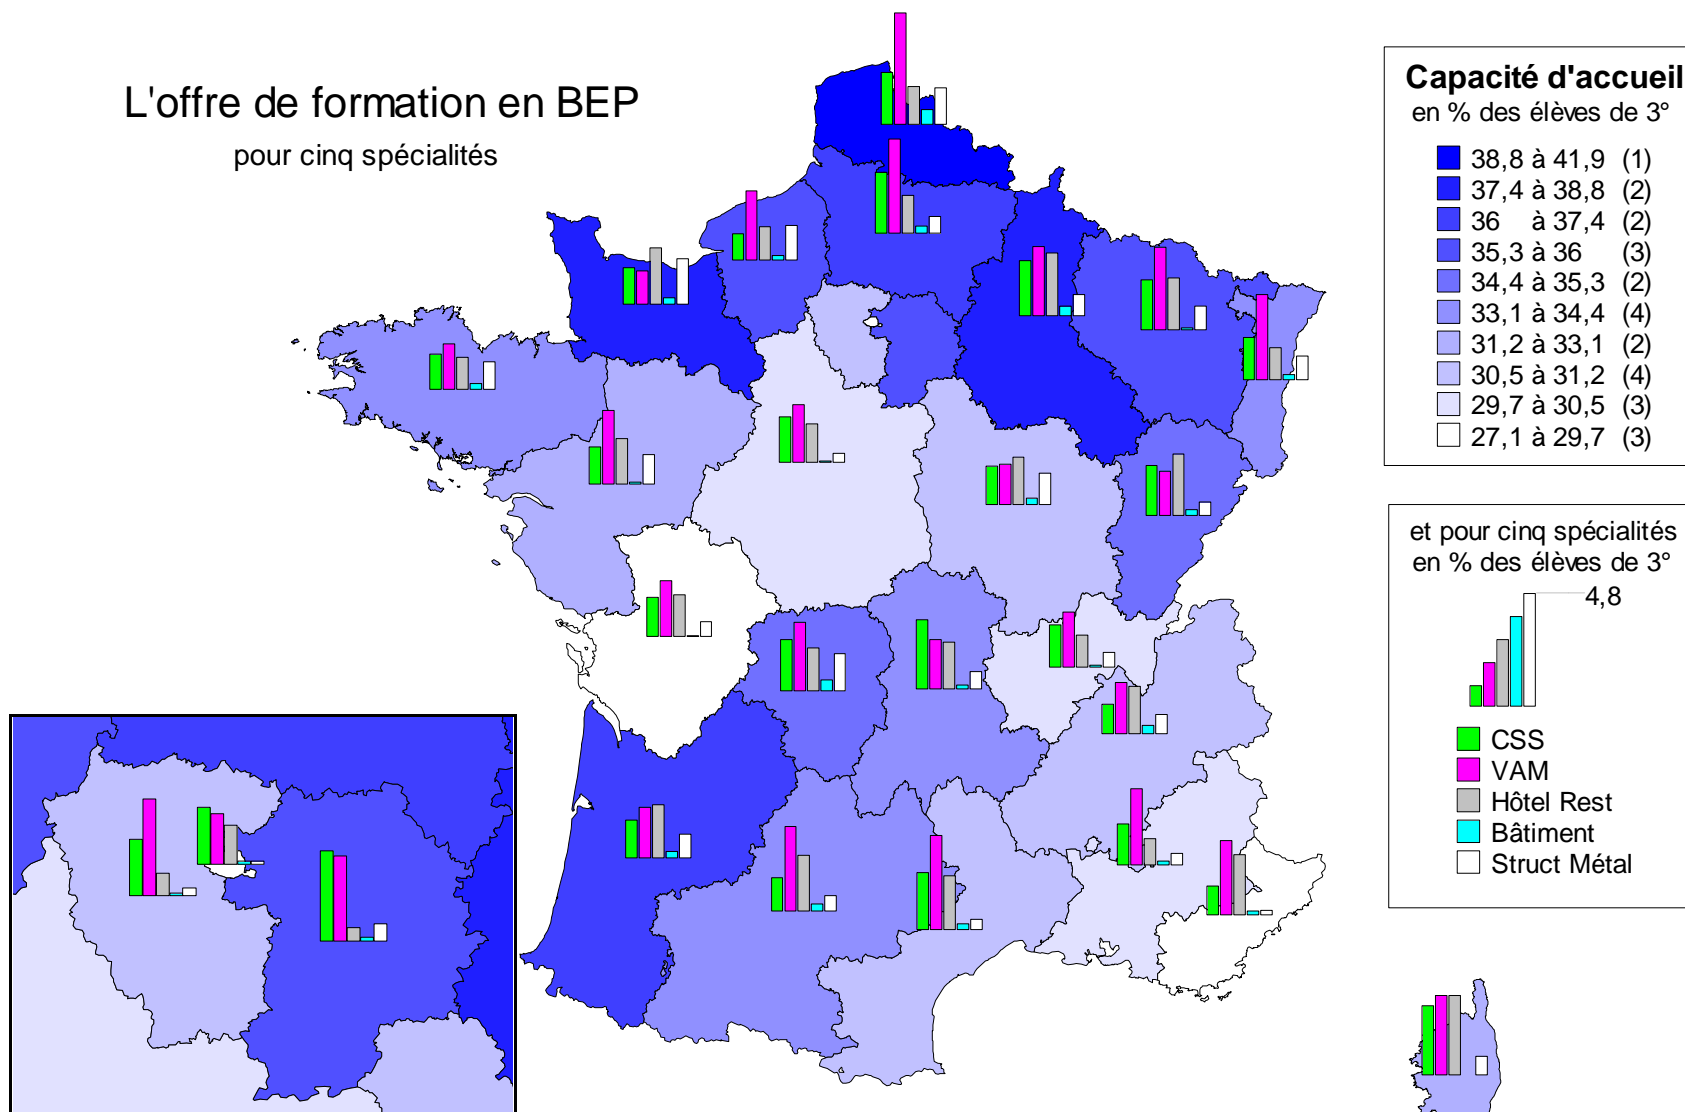 L'offre de formation en BEP
pour cinq spécialités
Capacité d'accueil
en % des élèves de 3°
38,8 à 41,9 (1)
37,4 à 38,8 (2)
36 à 37,4 (2)
35,3 à 36 (3)
34,4 à 35,3 (2)
33,1 à 34,4 (4)
31,2 à 33,1 (2)
30,5 à 31,2 (4)
29,7 à 30,5 (3)
27,1 à 29,7 (3)
et pour cinq spécialités
en % des élèves de 3°
4,8
CSS
VAM
Hôtel Rest
Bâtiment
Struct Métal